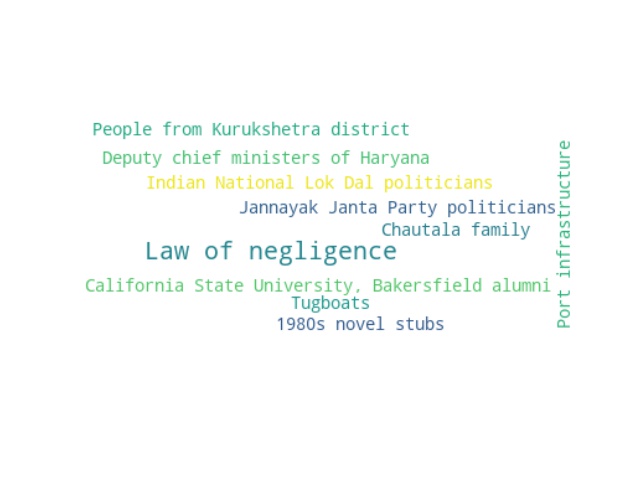 People from Kurukshetra district
Deputy chief ministers of Haryana
Indian National Lok Dal politicians
Jannayak Janta Party politicians
Chautala family
Law of negligence
California State University, Bakersfield alumni
Tugboats
1980s novel stubs
Port infrastructure